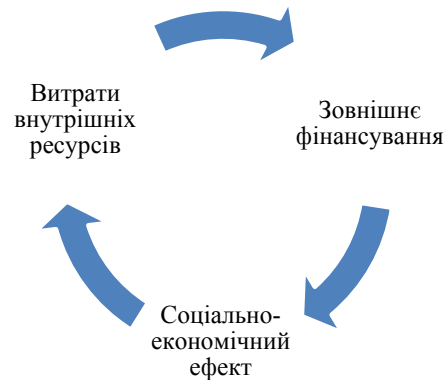 Витрати
внутрішніх
ресурсів
Зовнішнє
фінансування
Соціально-
економічний
ефект